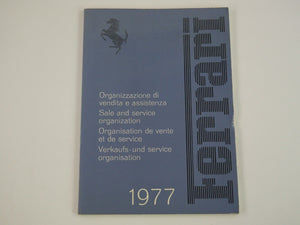 Organizzazione di
vendita e assistenza
Sale and service
organization
Organisation de vente
et de service
Verkaufs-und service
organisation
1977
Ferrari